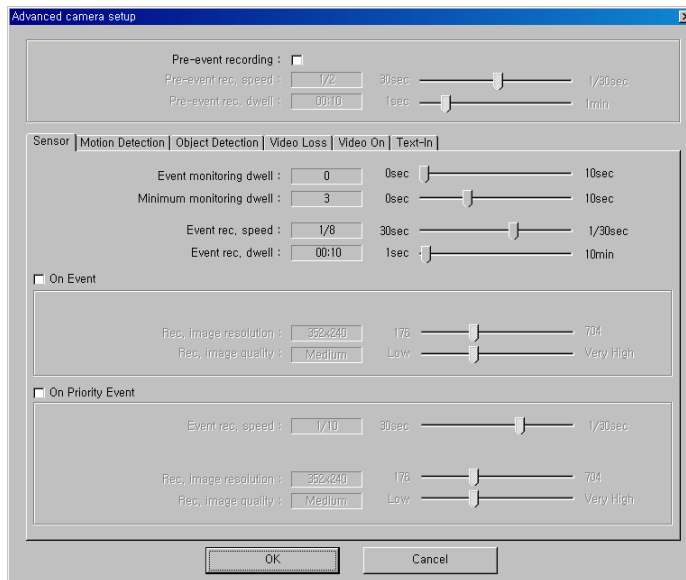 Advanced camera setup
Pre-event recording :
Pre-event rec, speed : 1/2 30sec 1/30sec
Pre-event rec, dwell : 00:10 1sec 1min
Sensor Motion Detection Object Detection Video Loss Video On Text-In
Event monitoring dwell : 0 0sec 10sec
Minimum monitoring dwell : 3 0sec 10sec
Event rec, speed : 1/8 30sec 1/30sec
Event rec, dwell : 00:10 1sec 10min
On Event
Rec, image resolution : 352x240 176 704
Rec, image quality : Medium Low Very High
On Priority Event
Event rec, speed : 1/10 30sec 1/30sec
Rec, image resolution : 352x240 176 704
Rec, image quality : Medium Low Very High
OK Cancel